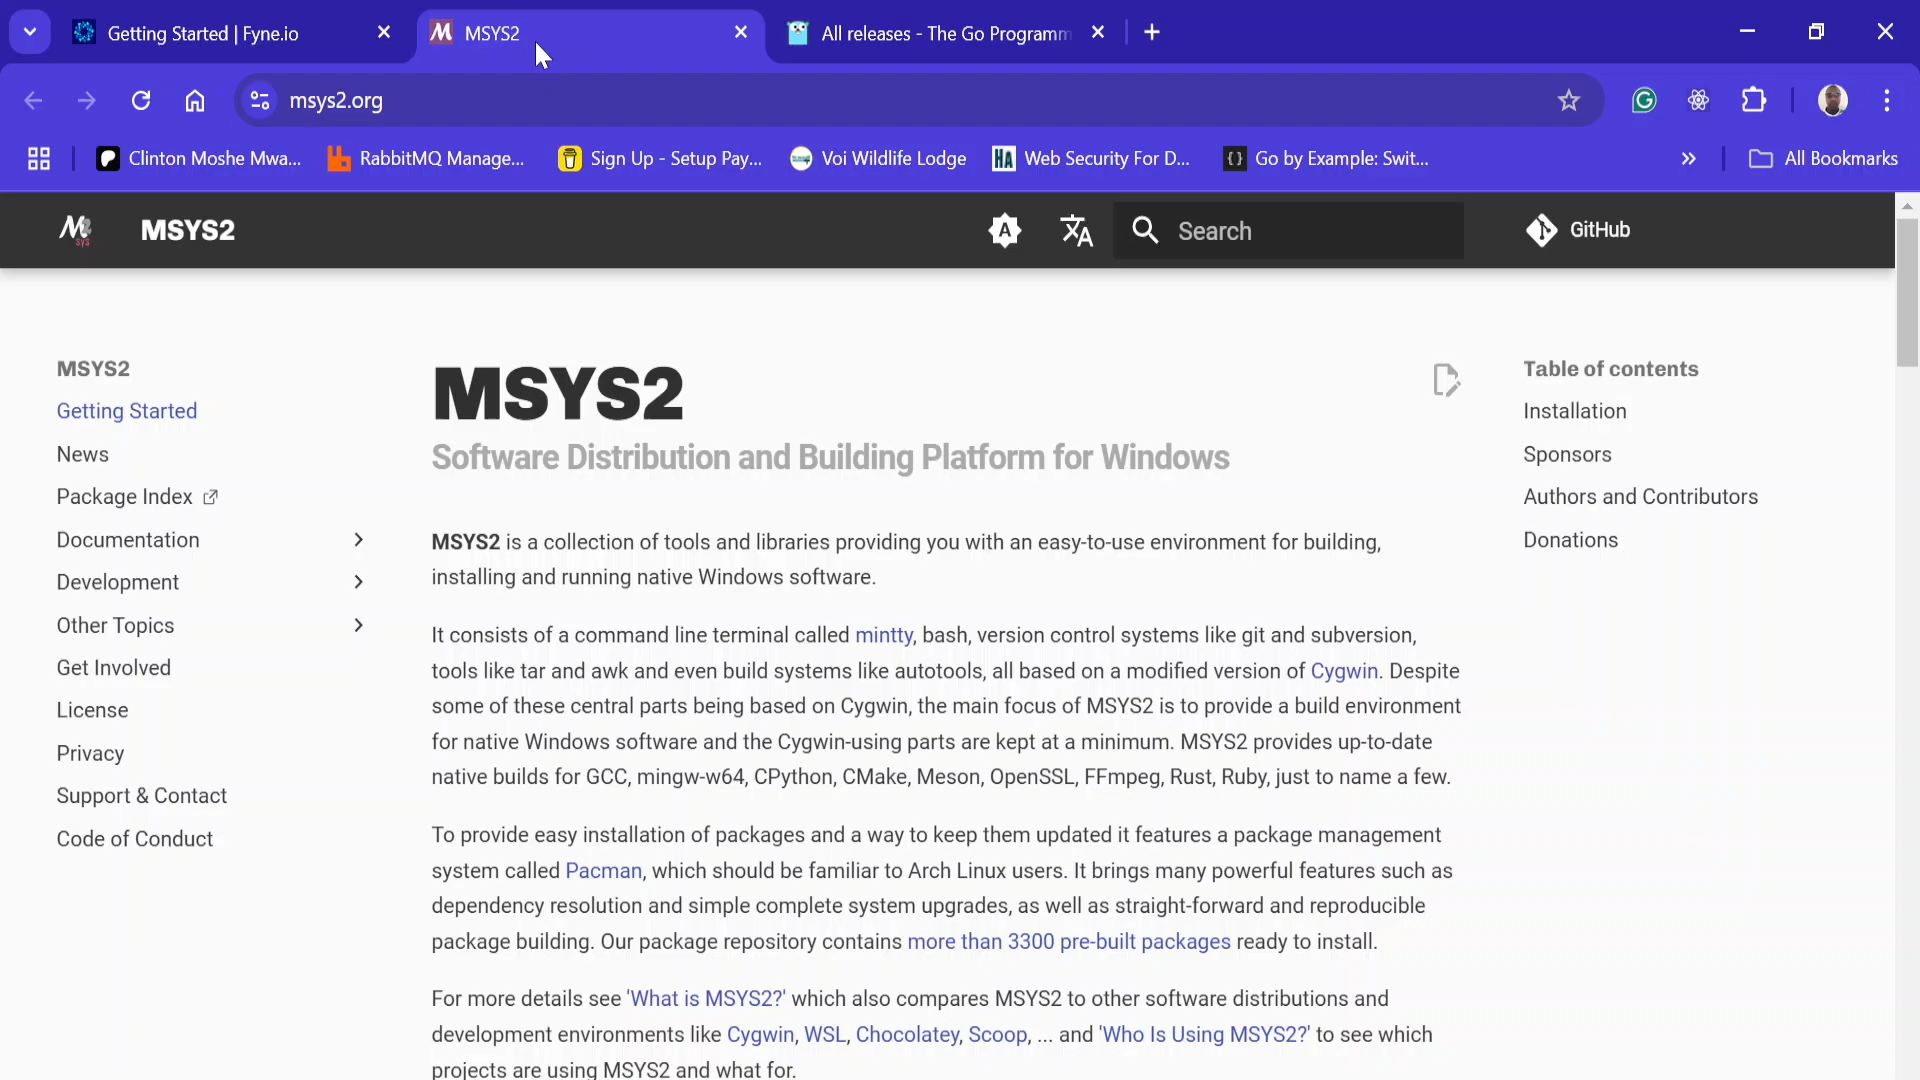 Getting Started | Fyne.io
MSYS2
All releases - The Go Programm
msys2.org
Clinton Moshe Mwa...
RabbitMQ Manage...
Sign Up - Setup Pay...
Voi Wildlife Lodge
HA Web Security For D...
Go by Example: Swit...
All Bookmarks
MSYS2
Search
GitHub
MSYS2
Getting Started
News
Package Index
Documentation
Development
Other Topics
Get Involved
License
Privacy
Support & Contact
Code of Conduct
MSYS2
Software Distribution and Building Platform for Windows
MSYS2 is a collection of tools and libraries providing you with an easy-to-use environment for building,
installing and running native Windows software.
It consists of a command line terminal called mintty, bash, version control systems like git and subversion,
tools like tar and awk and even build systems like autotools, all based on a modified version of Cygwin. Despite
some of these central parts being based on Cygwin, the main focus of MSYS2 is to provide a build environment
for native Windows software and the Cygwin-using parts are kept at a minimum. MSYS2 provides up-to-date
native builds for GCC, mingw-w64, CPython, CMake, Meson, OpenSSL, FFmpeg, Rust, Ruby, just to name a few.
To provide easy installation of packages and a way to keep them updated it features a package management
system called Pacman, which should be familiar to Arch Linux users. It brings many powerful features such as
dependency resolution and simple complete system upgrades, as well as straight-forward and reproducible
package building. Our package repository contains more than 3300 pre-built packages ready to install.
For more details see 'What is MSYS2?' which also compares MSYS2 to other software distributions and
development environments like Cygwin, WSL, Chocolatey, Scoop, ... and 'Who Is Using MSYS2?' to see which
projects are using MSYS2 and what for.
Table of contents
Installation
Sponsors
Authors and Contributors
Donations